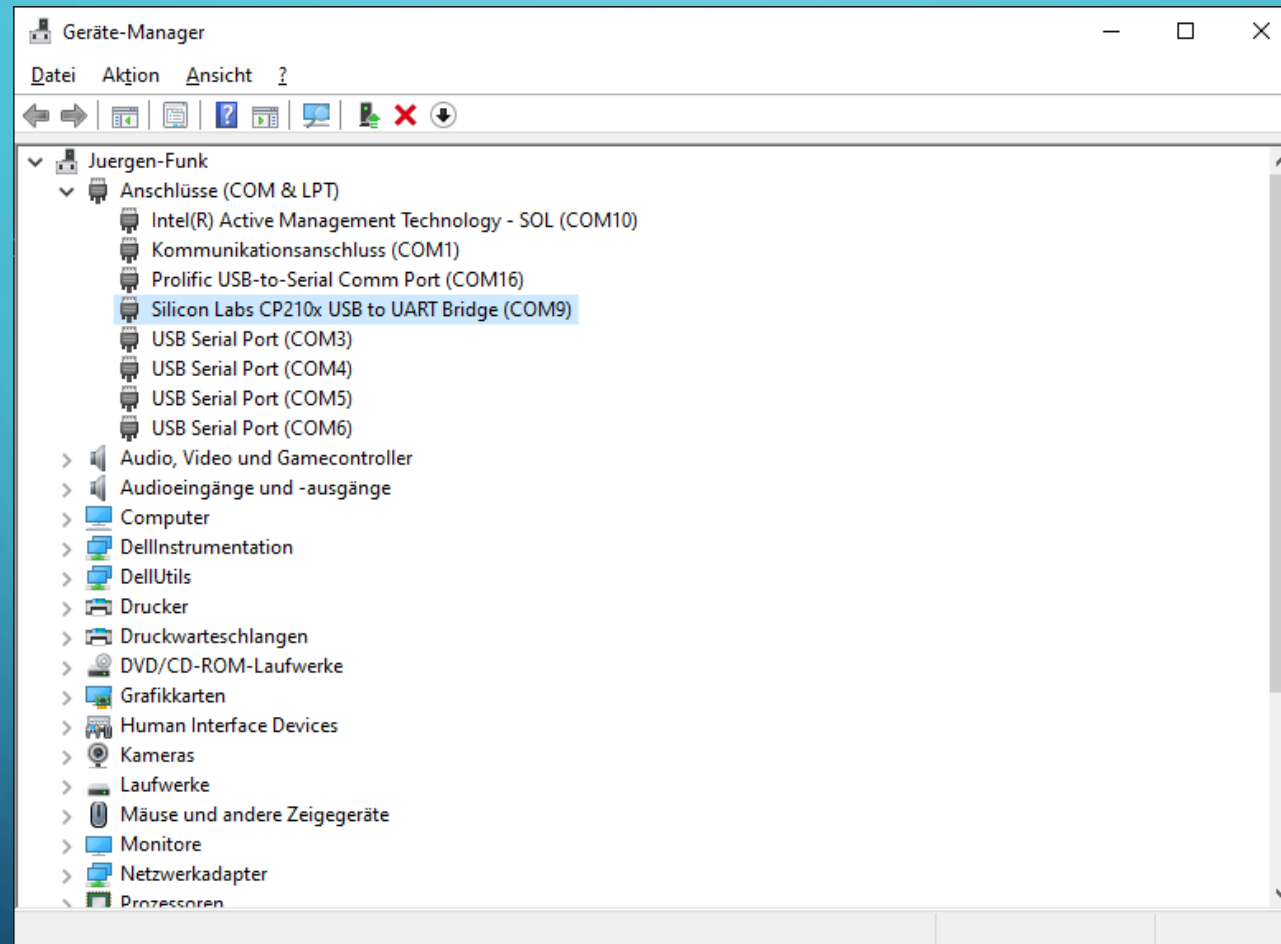 Geräte-Manager
Datei Aktion Ansicht ?
Juergen-Funk
Anschlüsse (COM & LPT)
Intel(R) Active Management Technology - SOL (COM10)
Kommunikationsanschluss (COM1)
Prolific USB-to-Serial Comm Port (COM16)
Silicon Labs CP210x USB to UART Bridge (COM9)
USB Serial Port (COM3)
USB Serial Port (COM4)
USB Serial Port (COM5)
USB Serial Port (COM6)
Audio, Video und Gamecontroller
Audioeingänge und -ausgänge
Computer
DellInstrumentation
DellUtils
Drucker
Druckwarteschlangen
DVD/CD-ROM-Laufwerke
Grafikkarten
Human Interface Devices
Kameras
Laufwerke
Mäuse und andere Zeigegeräte
Monitore
Netzwerkadapter
Prozessoren